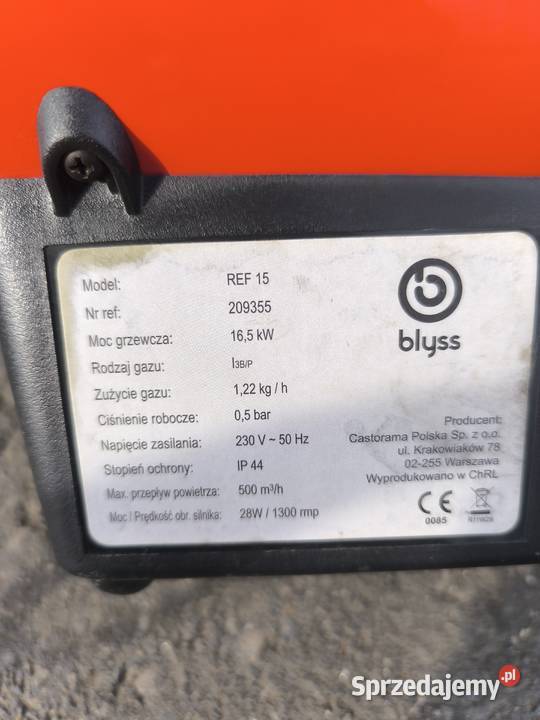 Model: REF 15
Nr ref: 209355
Moc grzewcza: 16,5 kW
Rodzaj gazu: I3B/P
Zużycie gazu: 1,22 kg / h
Ciśnienie robocze: 0,5 bar
Napięcie zasilania: 230 V ~ 50 Hz
Stopień ochrony: IP 44
Max. przepływ powietrza: 500 m³/h
Moc / Prędkość obr. silnika: 28W / 1300 rmp
blyss
Producent:
Castorama Polska Sp. z o.o.
ul. Krakowiaków 78
02-255 Warszawa
Wyprodukowano w ChRL
CE
0085
Sprzedajemy.pl